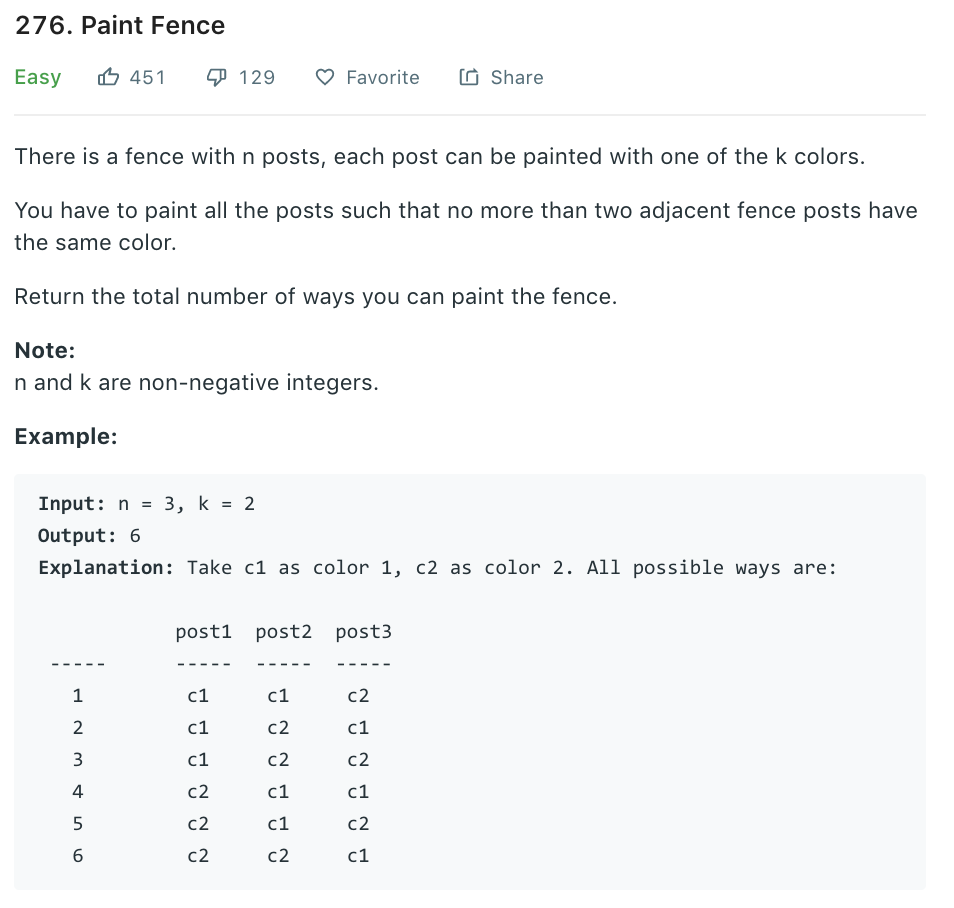 276. Paint Fence
Easy 451 129 Favorite Share
There is a fence with n posts, each post can be painted with one of the k colors.
You have to paint all the posts such that no more than two adjacent fence posts have
the same color.
Return the total number of ways you can paint the fence.
Note:
n and k are non-negative integers.
Example:
Input: n = 3, k = 2
Output: 6
Explanation: Take c1 as color 1, c2 as color 2. All possible ways are:
post1 post2 post3
----- ----- ----- -----
1 c1 c1 c2
2 c1 c2 c1
3 c1 c2 c2
4 c2 c1 c1
5 c2 c1 c2
6 c2 c2 c1